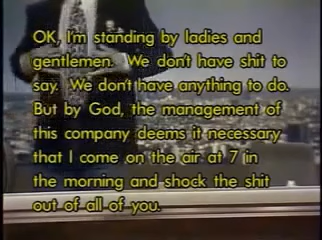 OK, I'm standing by ladies and
gentlemen. We don't have shit to
say. We don't have anything to do.
But by God, the management of
this company deems it necessary
that I come on the air at 7 in
the morning and shock the shit
out of all of you.